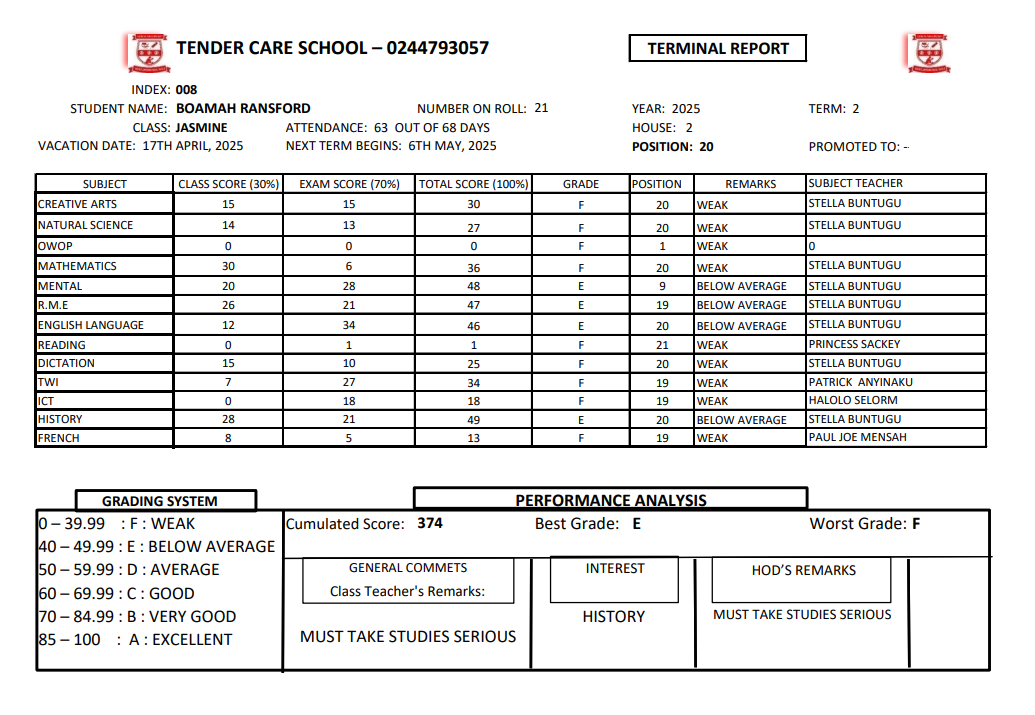 TENDER CARE SCHOOL – 0244793057
TERMINAL REPORT
INDEX: 008
STUDENT NAME: BOAMAH RANSFORD NUMBER ON ROLL: 21 YEAR: 2025 TERM: 2
CLASS: JASMINE ATTENDANCE: 63 OUT OF 68 DAYS HOUSE: 2
VACATION DATE: 17TH APRIL, 2025 NEXT TERM BEGINS: 6TH MAY, 2025 POSITION: 20 PROMOTED TO: --
SUBJECT CLASS SCORE (30%) EXAM SCORE (70%) TOTAL SCORE (100%) GRADE POSITION REMARKS SUBJECT TEACHER
CREATIVE ARTS 15 15 30 F 20 WEAK STELLA BUNTUGU
NATURAL SCIENCE 14 13 27 F 20 WEAK STELLA BUNTUGU
OWOP 0 0 0 F 1 WEAK 0
MATHEMATICS 30 6 36 F 20 WEAK STELLA BUNTUGU
MENTAL 20 28 48 E 9 BELOW AVERAGE STELLA BUNTUGU
R.M.E 26 21 47 E 19 BELOW AVERAGE STELLA BUNTUGU
ENGLISH LANGUAGE 12 34 46 E 20 BELOW AVERAGE STELLA BUNTUGU
READING 0 1 1 F 21 WEAK PRINCESS SACKEY
DICTATION 15 10 25 F 20 WEAK STELLA BUNTUGU
TWI 7 27 34 F 19 WEAK PATRICK ANYINAKU
ICT 0 18 18 F 19 WEAK HALOLO SELORM
HISTORY 28 21 49 E 20 BELOW AVERAGE STELLA BUNTUGU
FRENCH 8 5 13 F 19 WEAK PAUL JOE MENSAH
GRADING SYSTEM
0 – 39.99 : F : WEAK
40 – 49.99 : E : BELOW AVERAGE
50 – 59.99 : D : AVERAGE
60 – 69.99 : C : GOOD
70 – 84.99 : B : VERY GOOD
85 – 100 : A : EXCELLENT
PERFORMANCE ANALYSIS
Cumulated Score: 374 Best Grade: E Worst Grade: F
GENERAL COMMETS
Class Teacher's Remarks:
MUST TAKE STUDIES SERIOUS
INTEREST
HISTORY
HOD'S REMARKS
MUST TAKE STUDIES SERIOUS